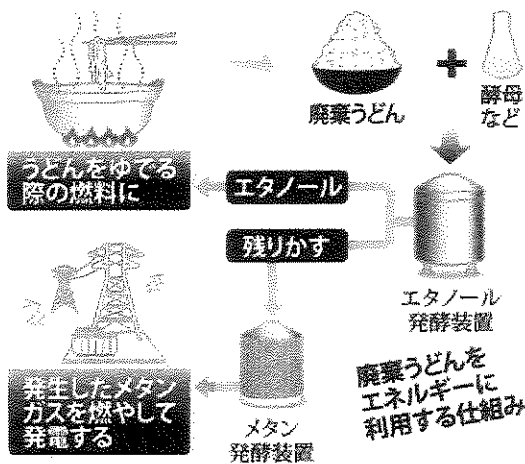 廃棄うどん
+
酵母
など
うどんをゆでる
際の燃料に
エタノール
残りかす
エタノール
発酵装置
発生したメタン
ガスを燃やして
発電する
メタン
発酵装置
廃棄うどんを
エネルギーに
利用する仕組み